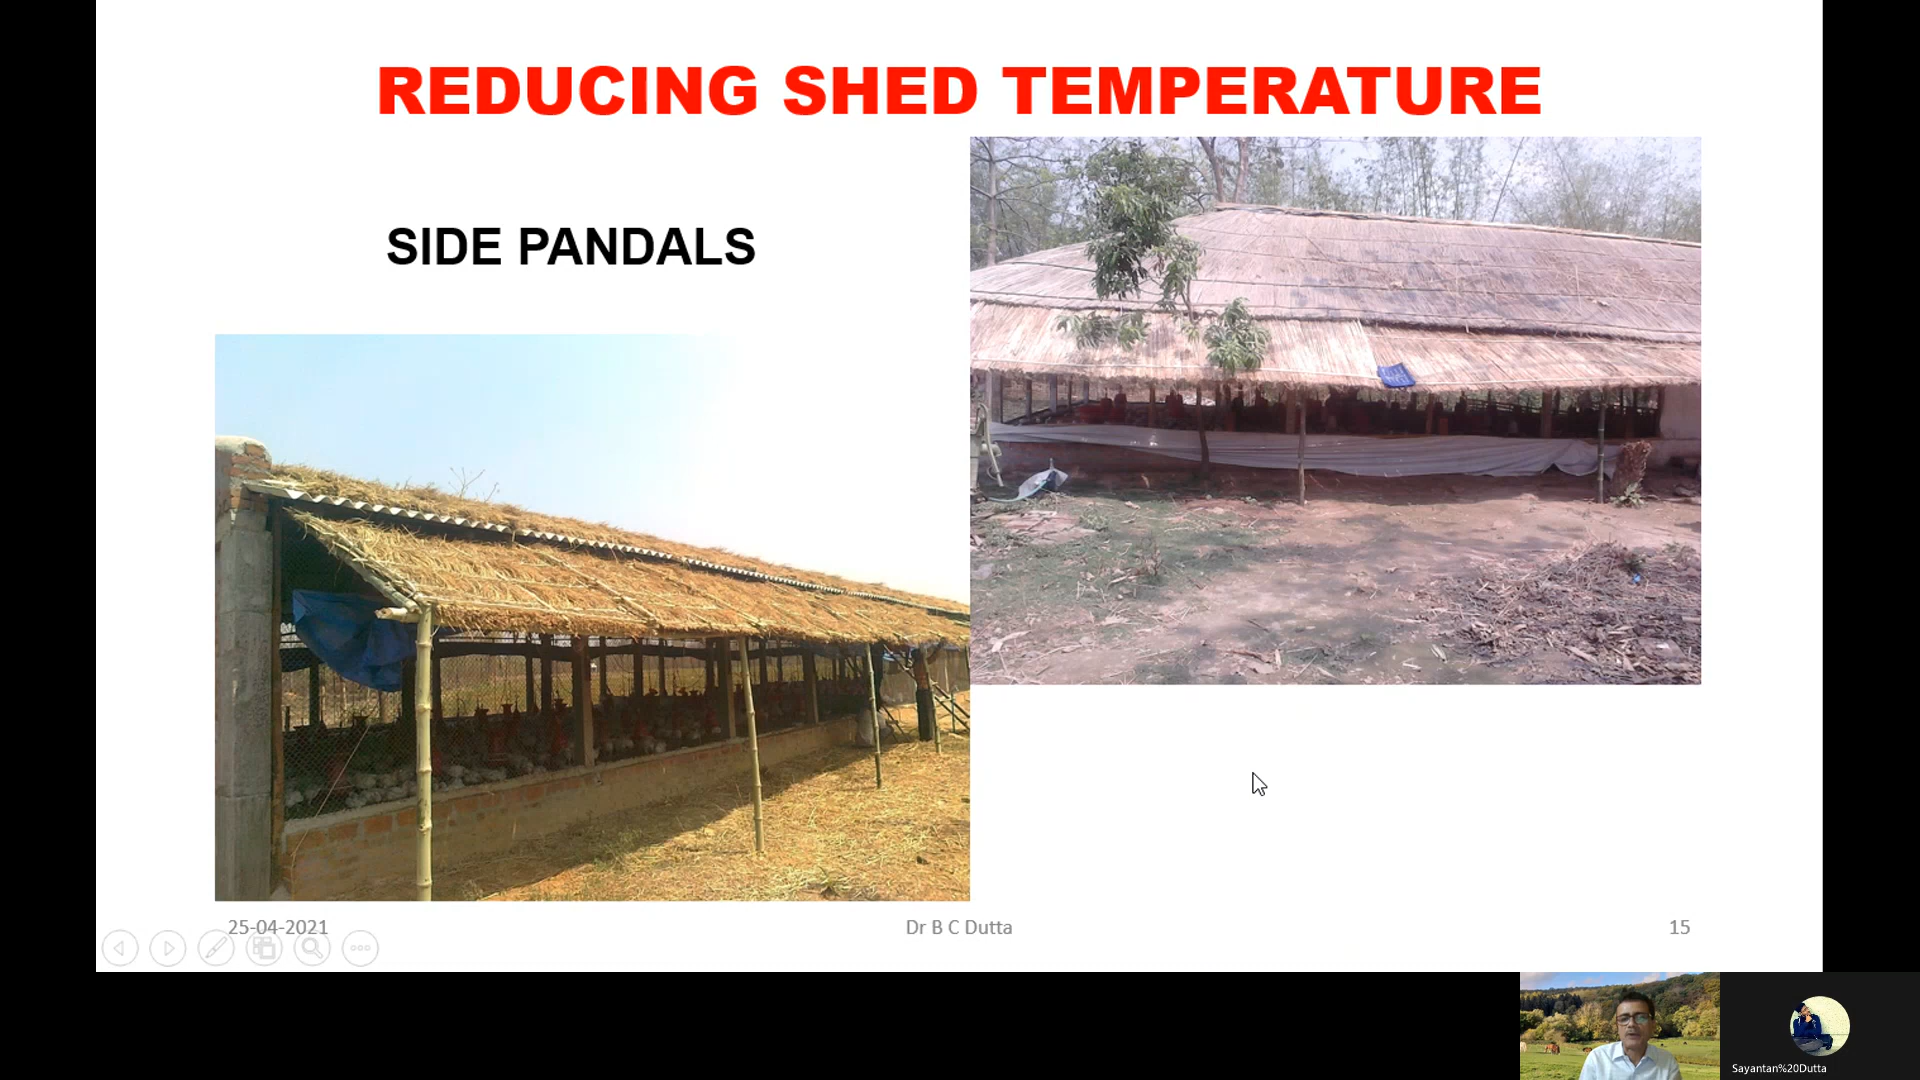 REDUCING SHED TEMPERATURE
SIDE PANDALS
25-04-2021
Dr B C Dutta
15
Sayantan%20Dutta